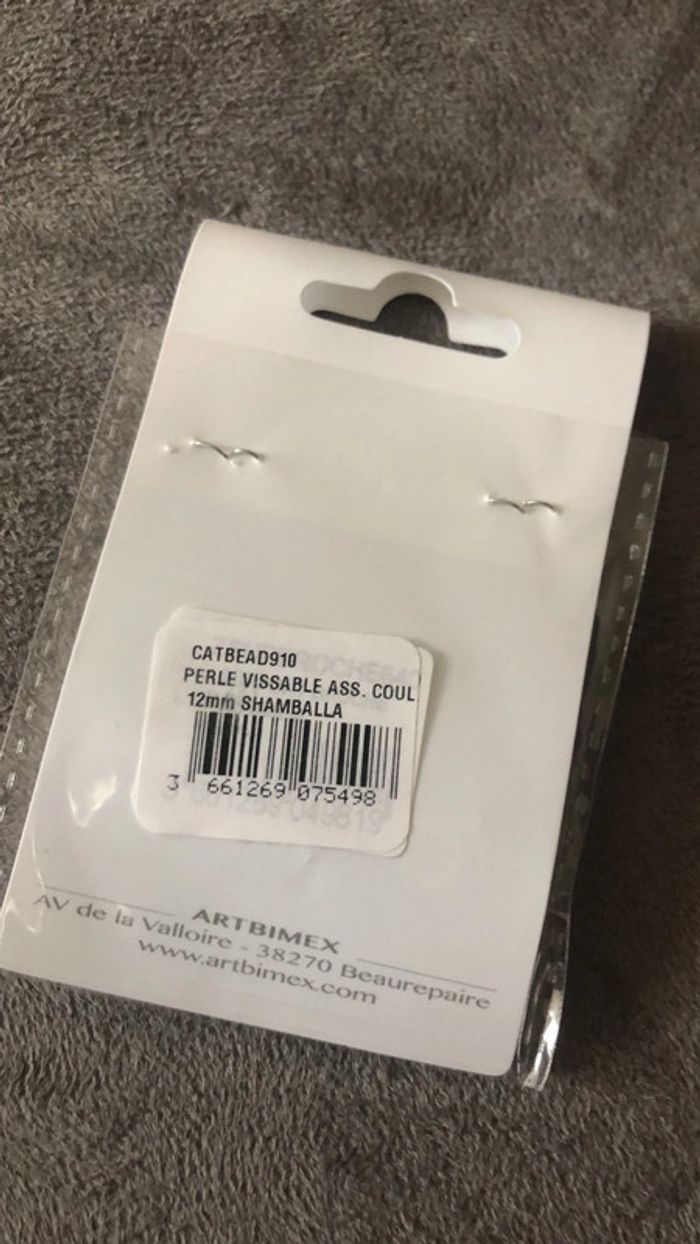 CATBEAD910
PERLE VISSABLE ASS. COUL
12mm SHAMBALLA
3 661269 075498
ARTBIMEX
AV de la Valloire - 38270 Beaurepaire
www.artbimex.com